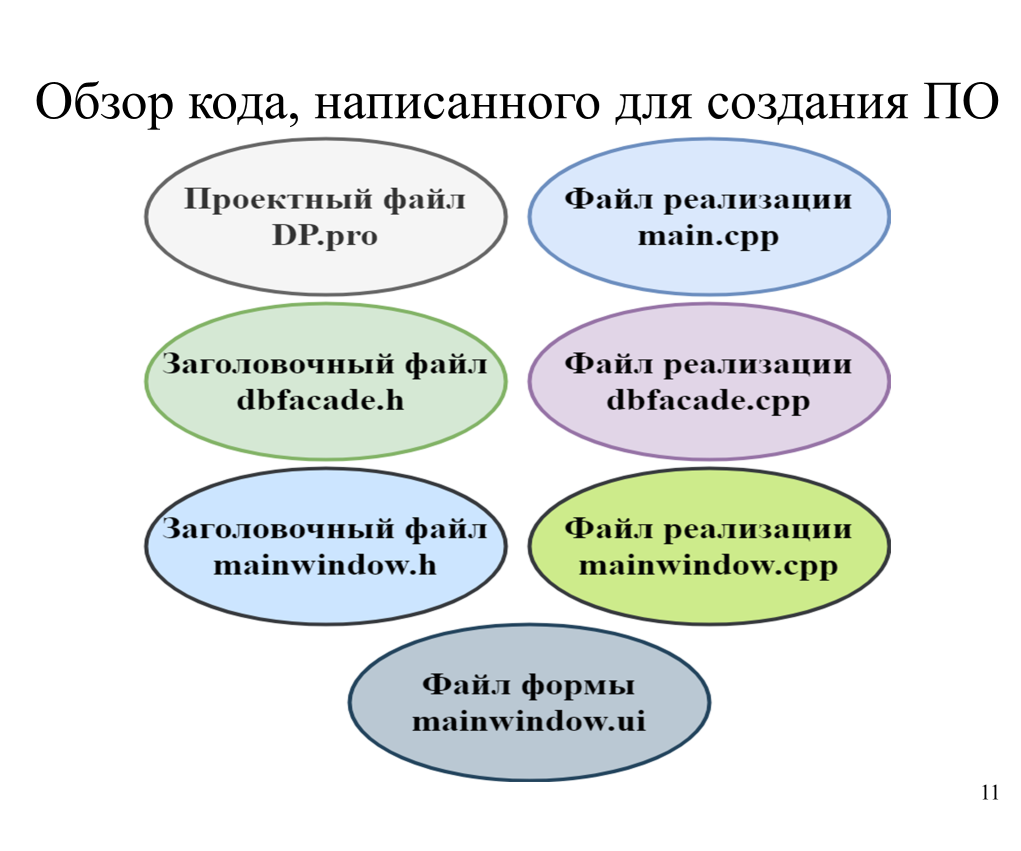 Обзор кода, написанного для создания ПО
Проектный файл
DP.pro
Файл реализации
main.cpp
Заголовочный файл
dbfacade.h
Файл реализации
dbfacade.cpp
Заголовочный файл
mainwindow.h
Файл реализации
mainwindow.cpp
Файл формы
mainwindow.ui
11